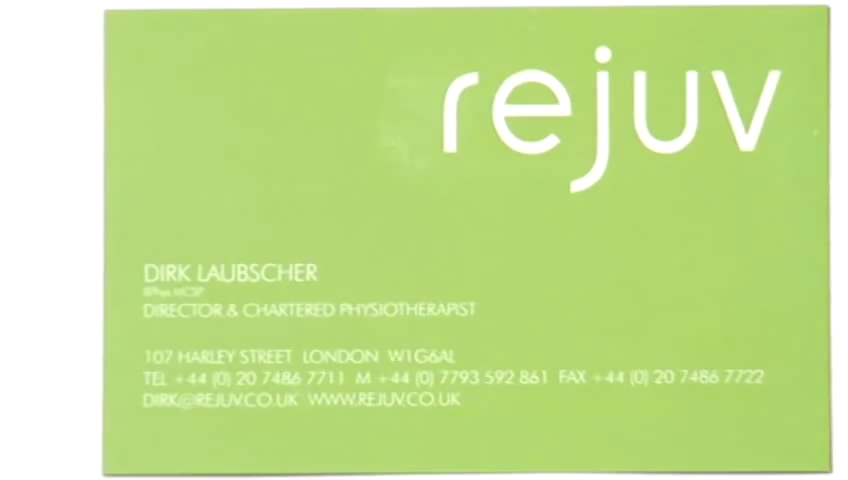 rejuv
DIRK LAUBSCHER
DIRECTOR & CHARTERED PHYSIOTHERAPIST
107 HARLEY STREET LONDON W1G6AL
TEL +44 (0) 20 7486 7711 M +44 (0) 7793 592 861 FAX +44 (0) 20 7486 7722
DIRK@REJUV.CO.UK WWW.REJUV.CO.UK